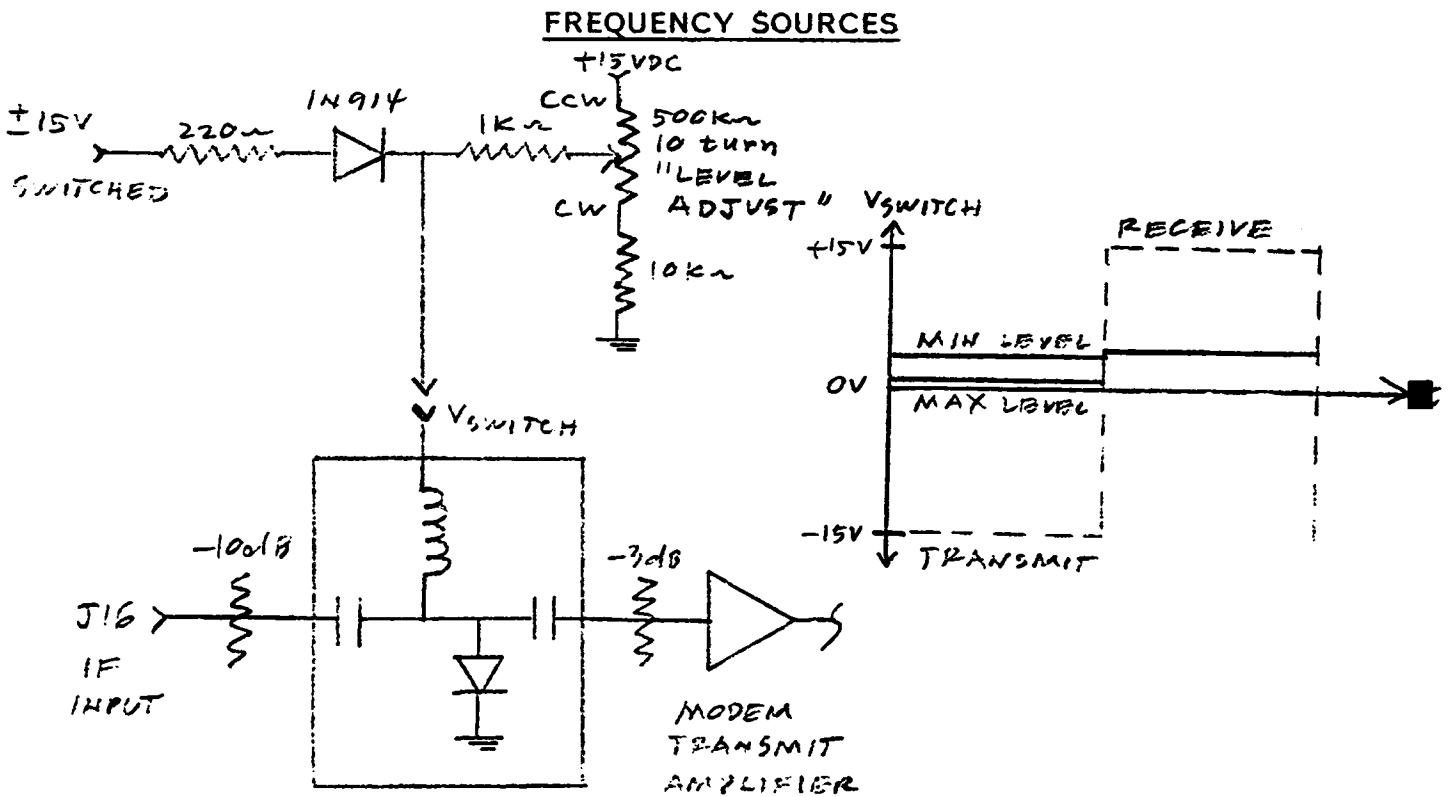 FREQUENCY SOURCES
+15VDC
±15V
SWITCHED
220Ω
1N914
1KΩ
CCW
CW
500KΩ
10 turn
"LEVEL
ADJUST"
10KΩ
VSWITCH
+15V
0V
-15V
RECEIVE
MIN LEVEL
MAX LEVEL
TRANSMIT
VSWITCH
-10dB
-3dB
J16
IF
INPUT
MODEM
TRANSMIT
AMPLIFIER